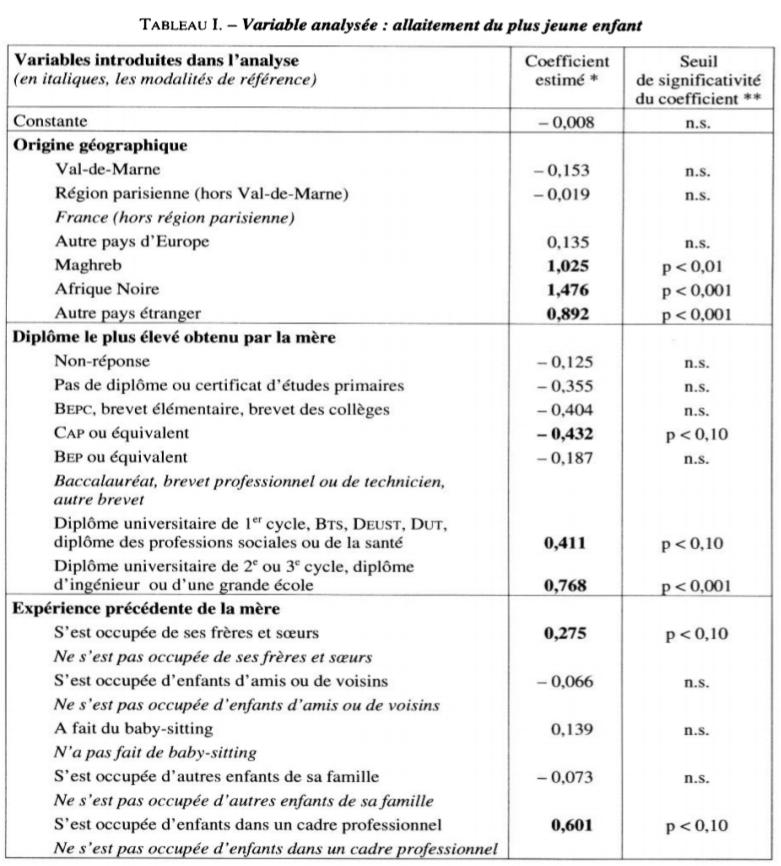 TABLEAU I. – Variable analysée : allaitement du plus jeune enfant
Variables introduites dans l'analyse Coefficient Seuil
(en italiques, les modalités de référence) estimé * de significativité
du coefficient **
Constante – 0,008 n.s.
Origine géographique
Val-de-Marne – 0,153 n.s.
Région parisienne (hors Val-de-Marne) – 0,019 n.s.
France (hors région parisienne)
Autre pays d'Europe 0,135 n.s.
Maghreb 1,025 p < 0,01
Afrique Noire 1,476 p < 0,001
Autre pays étranger 0,892 p < 0,001
Diplôme le plus élevé obtenu par la mère
Non-réponse – 0,125 n.s.
Pas de diplôme ou certificat d'études primaires – 0,355 n.s.
BEPC, brevet élémentaire, brevet des collèges – 0,404 n.s.
CAP ou équivalent – 0,432 p < 0,10
BEP ou équivalent – 0,187 n.s.
Baccalauréat, brevet professionnel ou de technicien,
autre brevet
Diplôme universitaire de 1er cycle, BTS, DEUST, DUT,
diplôme des professions sociales ou de la santé 0,411 p < 0,10
Diplôme universitaire de 2e ou 3e cycle, diplôme
d'ingénieur ou d'une grande école 0,768 p < 0,001
Expérience précédente de la mère
S'est occupée de ses frères et sœurs 0,275 p < 0,10
Ne s'est pas occupée de ses frères et sœurs
S'est occupée d'enfants d'amis ou de voisins – 0,066 n.s.
Ne s'est pas occupée d'enfants d'amis ou de voisins
A fait du baby-sitting 0,139 n.s.
N'a pas fait de baby-sitting
S'est occupée d'autres enfants de sa famille – 0,073 n.s.
Ne s'est pas occupée d'autres enfants de sa famille
S'est occupée d'enfants dans un cadre professionnel 0,601 p < 0,10
Ne s'est pas occupée d'enfants dans un cadre professionnel